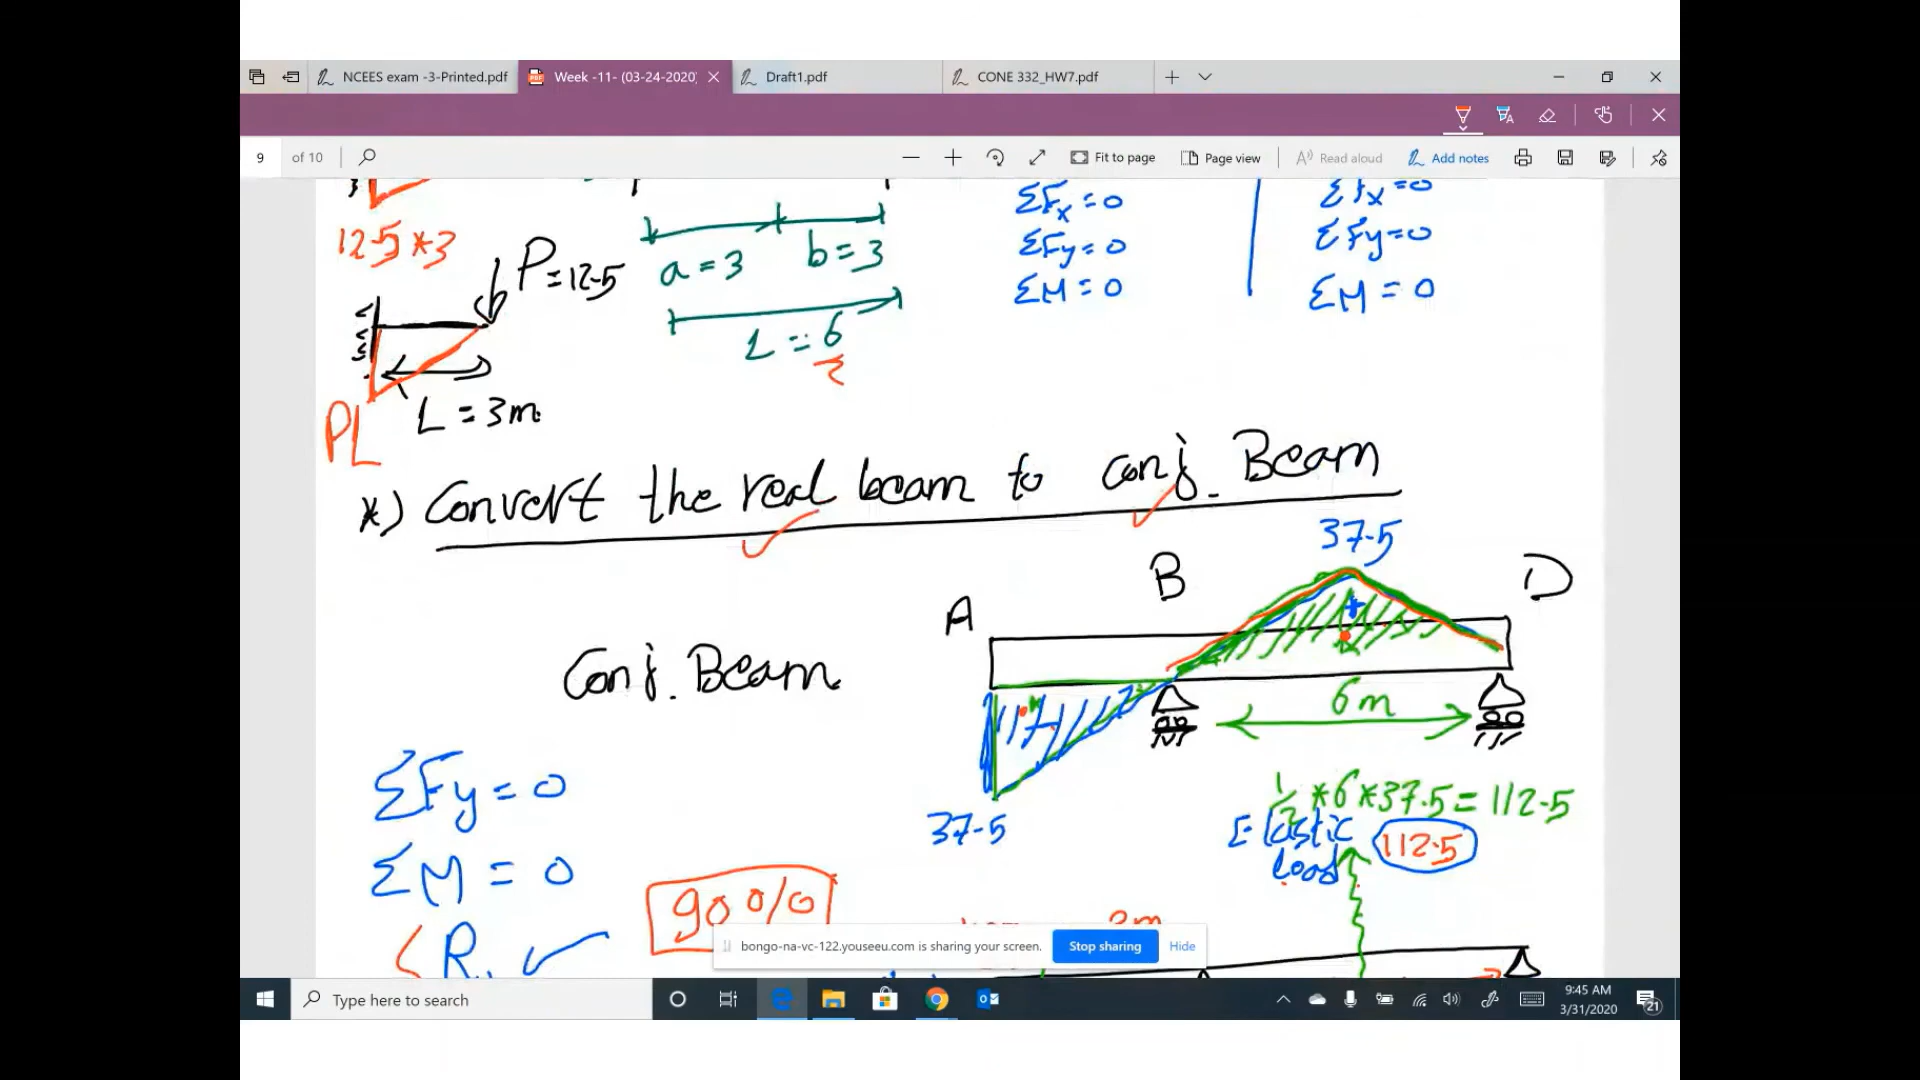 NCEES exam -3-Printed.pdf
Week -11- (03-24-2020)
Draft1.pdf
CONE 332_HW7.pdf
9 of 10
Fit to page
Page view
Read aloud
Add notes
12.5*3
P=12.5
L = 3m
PL
a = 3
b = 3
L = 6
ΣFx = 0
ΣFy = 0
ΣM = 0
ΣFx = 0
ΣFy = 0
ΣM = 0
*) Convert the real beam to conj. Beam
37.5
A
B
D
+
Conj. Beam
6m
37.5
1/2 *6 *37.5 = 112.5
Elastic load
112.5
ΣFy = 0
ΣM = 0
90 %
bongo-na-vc-122.youseeu.com is sharing your screen.
Stop sharing
Hide
Type here to search
9:45 AM
3/31/2020
21